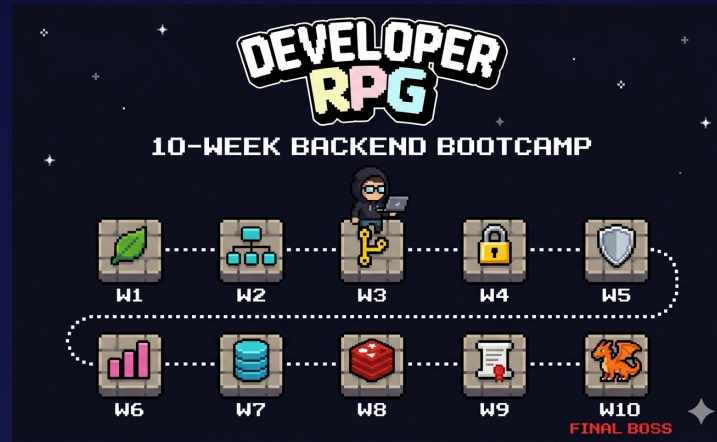 DEVELOPER
RPG
10-WEEK BACKEND BOOTCAMP
W1 W2 W3 W4 W5
W6 W7 W8 W9 W10
FINAL BOSS